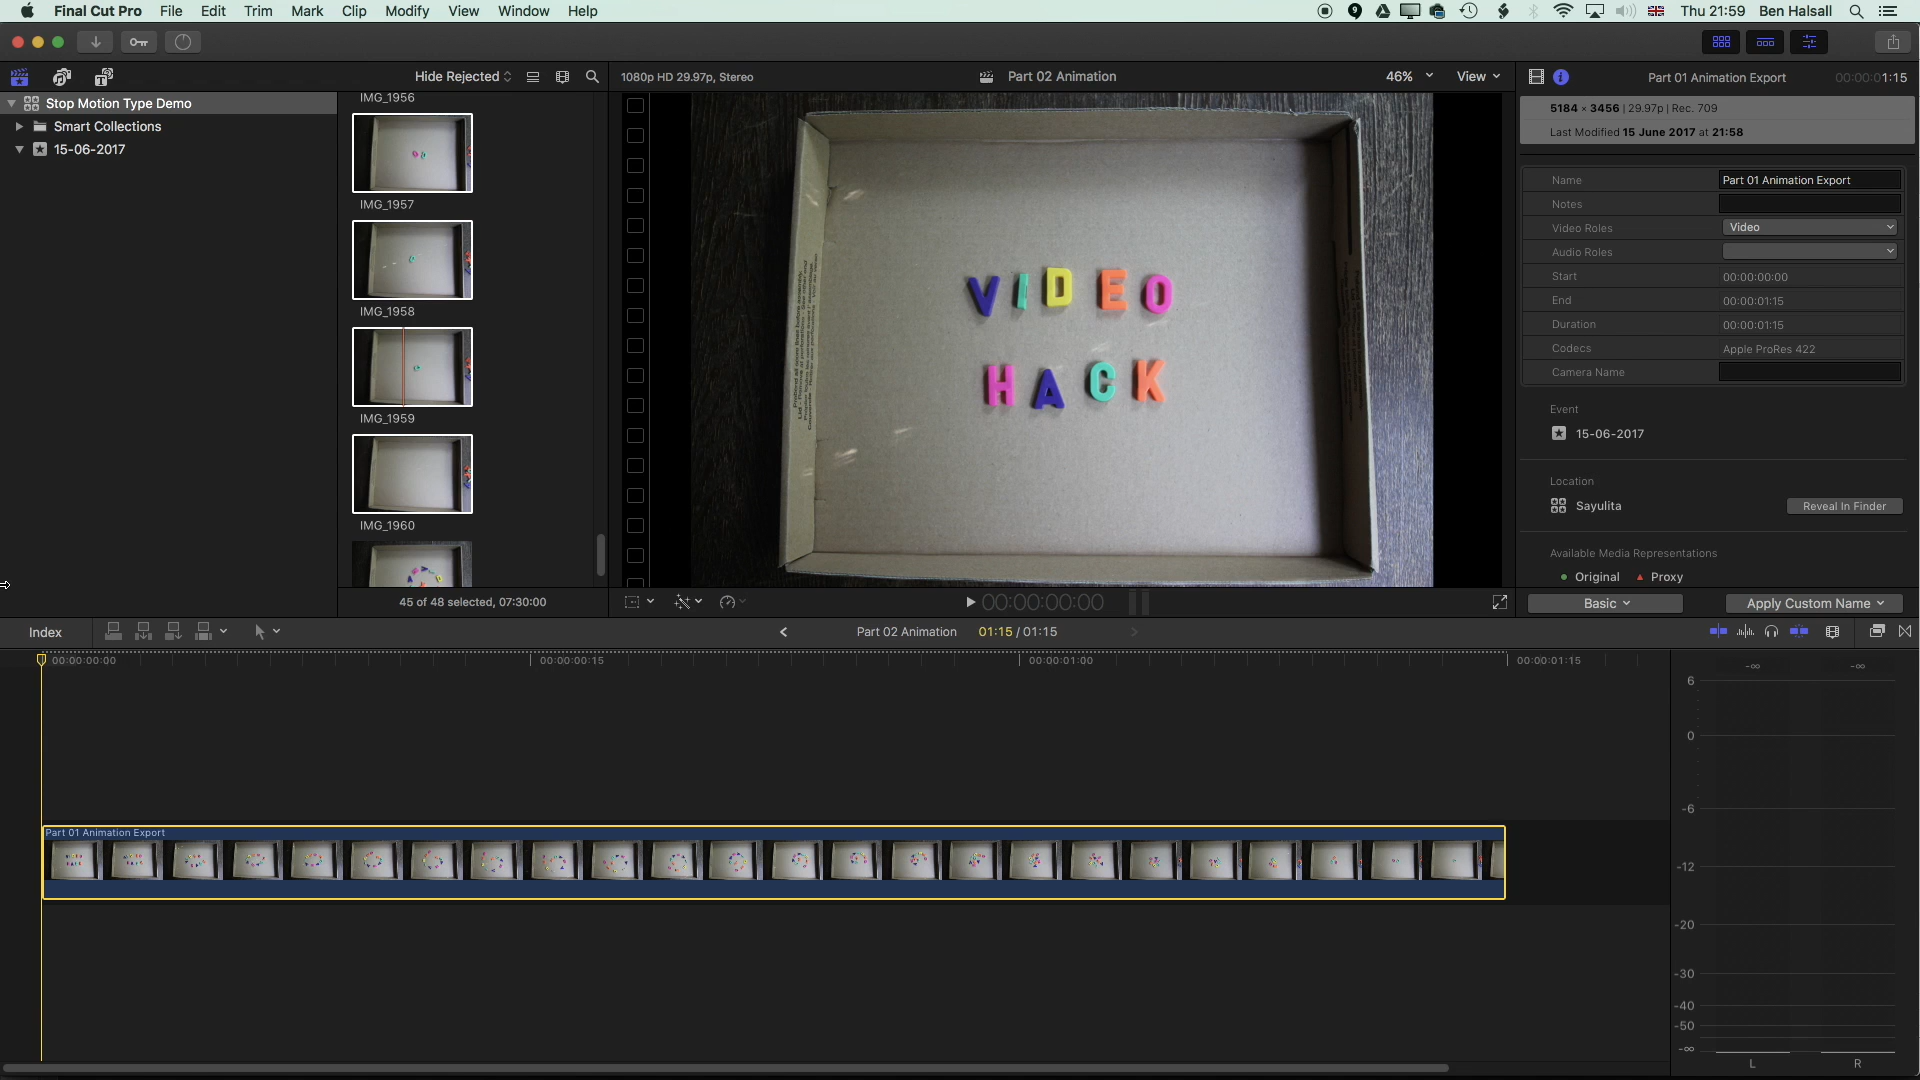 Final Cut Pro File Edit Trim Mark Clip Modify View Window Help
Thu 21:59 Ben Halsall
Hide Rejected
1080p HD 29.97p, Stereo
Part 02 Animation
46% View
Part 01 Animation Export
00:00:01:15
Stop Motion Type Demo
Smart Collections
15-06-2017
IMG_1956
IMG_1957
IMG_1958
IMG_1959
IMG_1960
45 of 48 selected, 07:30:00
VIDEO
HACK
00:00:00:00
5184 × 3456 | 29.97p | Rec. 709
Last Modified 15 June 2017 at 21:58
Name Part 01 Animation Export
Notes
Video Roles Video
Audio Roles
Start 00:00:00:00
End 00:00:01:15
Duration 00:00:01:15
Codecs Apple ProRes 422
Camera Name
Event
15-06-2017
Location
Sayulita Reveal In Finder
Available Media Representations
Original Proxy
Basic Apply Custom Name
Index
Part 02 Animation 01:15 / 01:15
00:00:00:00 00:00:00:15 00:00:01:00 00:00:01:15
Part 01 Animation Export
-∞ -∞
6
0
-6
-12
-20
-30
-40
-50
-∞
L R